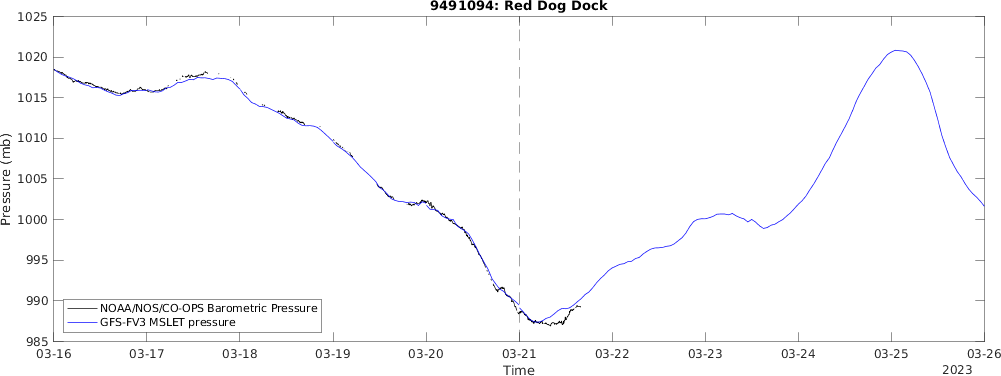 9491094: Red Dog Dock
Pressure (mb)
1025
1020
1015
1010
1005
1000
995
990
985
NOAA/NOS/CO-OPS Barometric Pressure
GFS-FV3 MSLET pressure
03-16 03-17 03-18 03-19 03-20 03-21 03-22 03-23 03-24 03-25 03-26
Time
2023